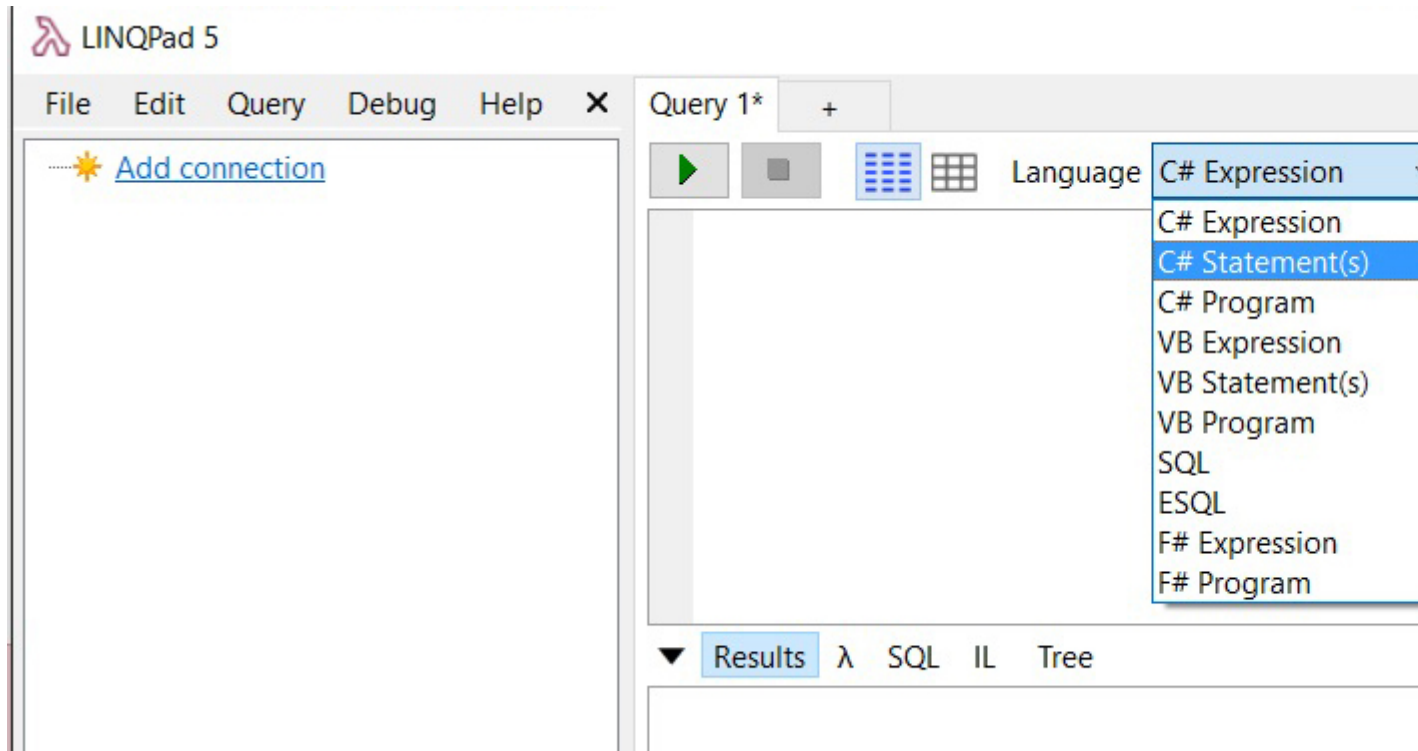 LINQPad 5
File Edit Query Debug Help X
Query 1* +
Add connection
Language C# Expression
C# Expression
C# Statement(s)
C# Program
VB Expression
VB Statement(s)
VB Program
SQL
ESQL
F# Expression
F# Program
Results λ SQL IL Tree